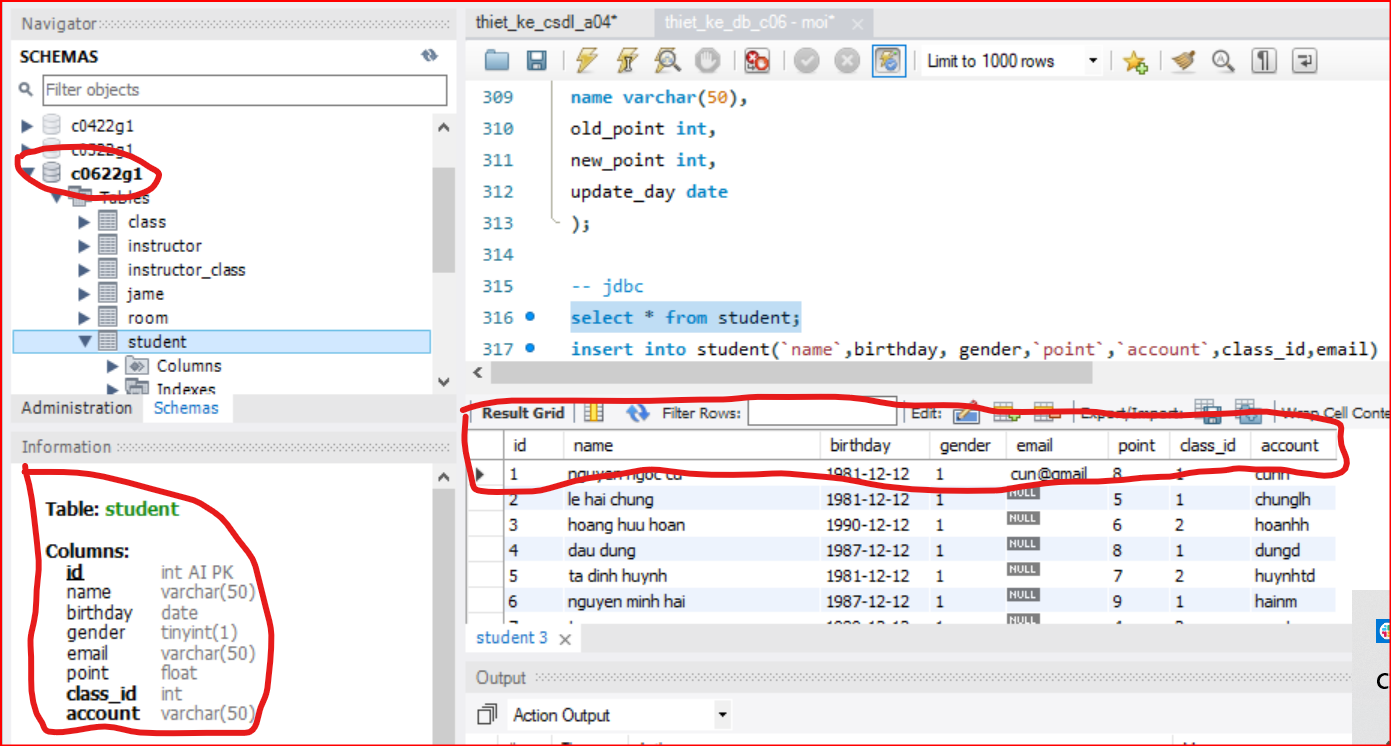 Navigator
SCHEMAS
Filter objects
c0422g1
c0522g1
c0622g1
Tables
class
instructor
instructor_class
jame
room
student
Columns
Indexes
Administration Schemas
Information
Table: student
Columns:
id int AI PK
name varchar(50)
birthday date
gender tinyint(1)
email varchar(50)
point float
class_id int
account varchar(50)
thiet_ke_csdl_a04* thiet_ke_db_c06 - moi*
Limit to 1000 rows
309 name varchar(50),
310 old_point int,
311 new_point int,
312 update_day date
313 );
314
315 -- jdbc
316 select * from student;
317 insert into student(`name`,birthday, gender,`point`,`account`,class_id,email)
Result Grid Filter Rows: Edit: Export/Import: Wrap Cell Conte
id name birthday gender email point class_id account
1 nguyen ngoc cu 1981-12-12 1 cun@gmail 8 1 cunn
2 le hai chung 1981-12-12 1 NULL 5 1 chunglh
3 hoang huu hoan 1990-12-12 1 NULL 6 2 hoanhh
4 dau dung 1987-12-12 1 NULL 8 1 dungd
5 ta dinh huynh 1981-12-12 1 NULL 7 2 huynhtd
6 nguyen minh hai 1987-12-12 1 NULL 9 1 hainm
NULL
student 3
Output
Action Output